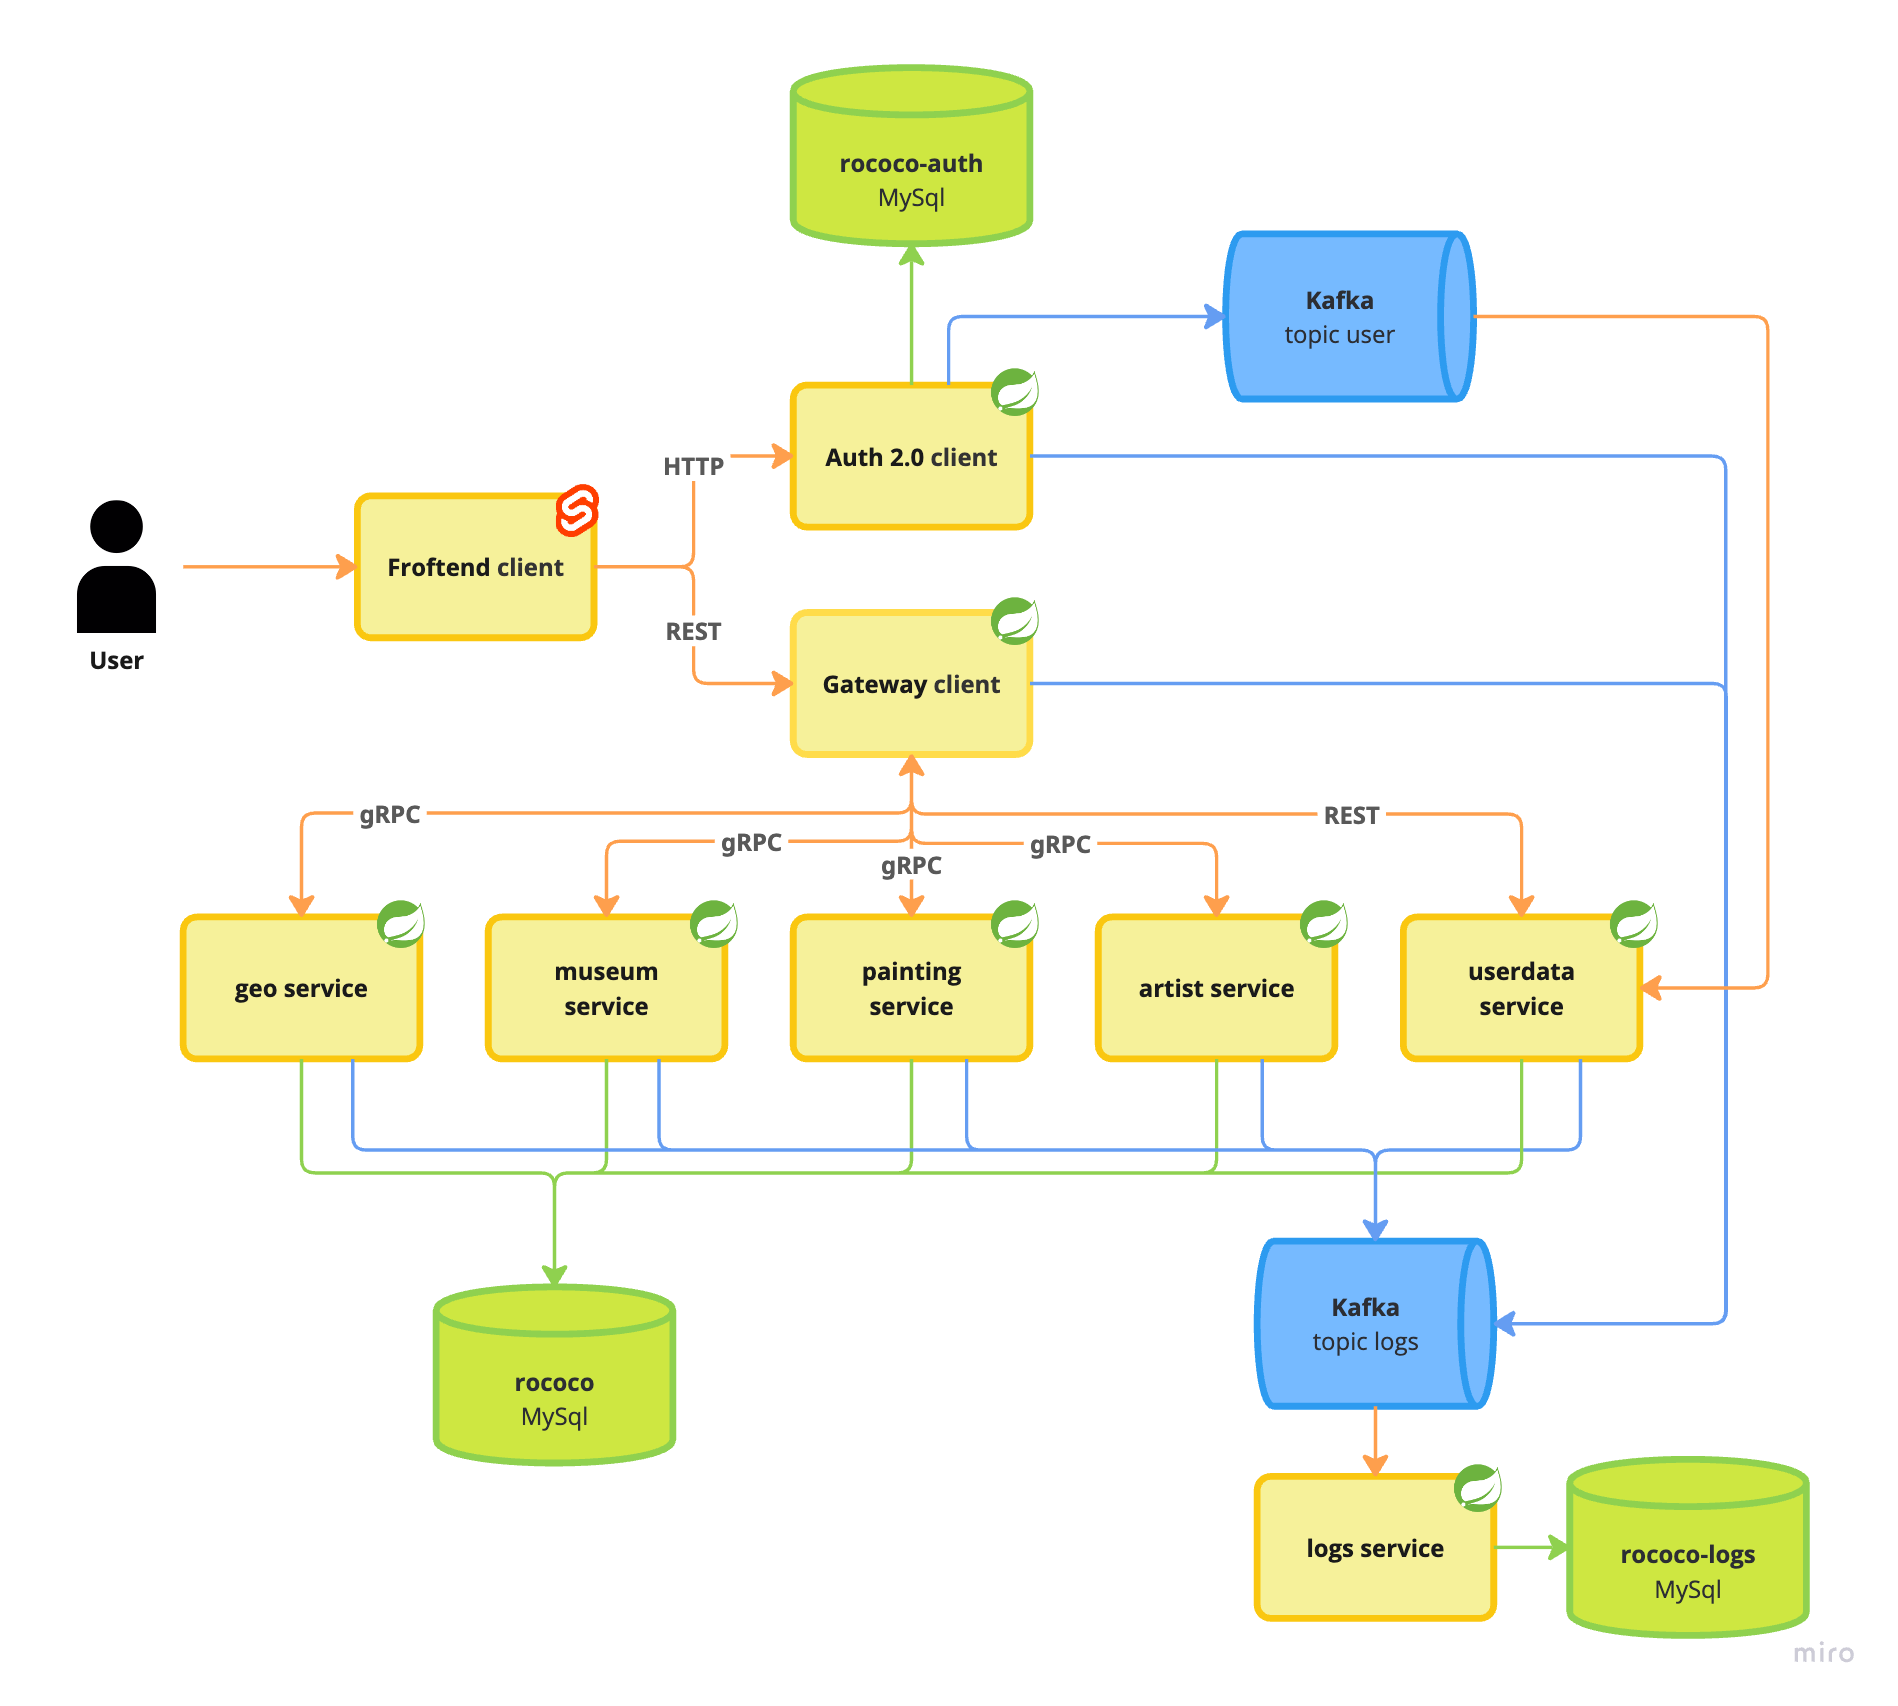 rococo-auth
MySql
Kafka
topic user
HTTP
Auth 2.0 client
Froftend client
User
REST
Gateway client
gRPC
gRPC
gRPC
gRPC
REST
geo service
museum
service
painting
service
artist service
userdata
service
Kafka
topic logs
rococo
MySql
logs service
rococo-logs
MySql
miro